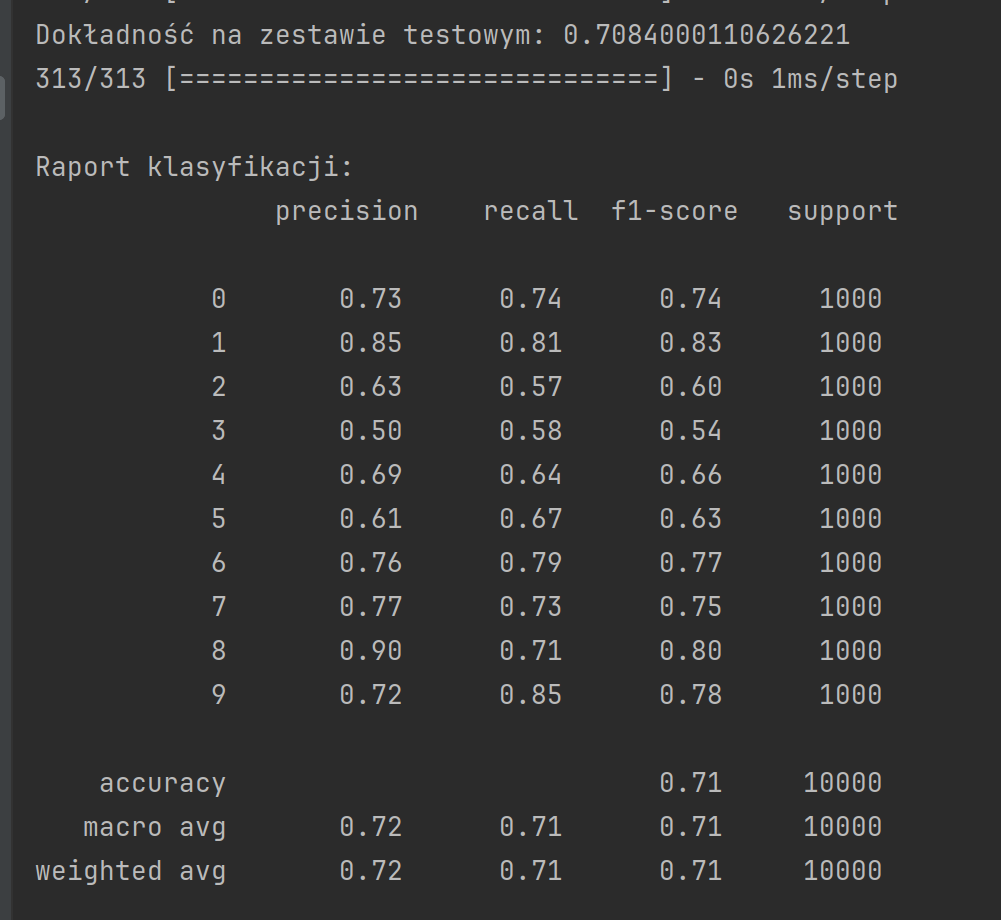 Dokładność na zestawie testowym: 0.7084000110626221
313/313 [==============================] - 0s 1ms/step
Raport klasyfikacji:
precision recall f1-score support
0 0.73 0.74 0.74 1000
1 0.85 0.81 0.83 1000
2 0.63 0.57 0.60 1000
3 0.50 0.58 0.54 1000
4 0.69 0.64 0.66 1000
5 0.61 0.67 0.63 1000
6 0.76 0.79 0.77 1000
7 0.77 0.73 0.75 1000
8 0.90 0.71 0.80 1000
9 0.72 0.85 0.78 1000
accuracy 0.71 10000
macro avg 0.72 0.71 0.71 10000
weighted avg 0.72 0.71 0.71 10000